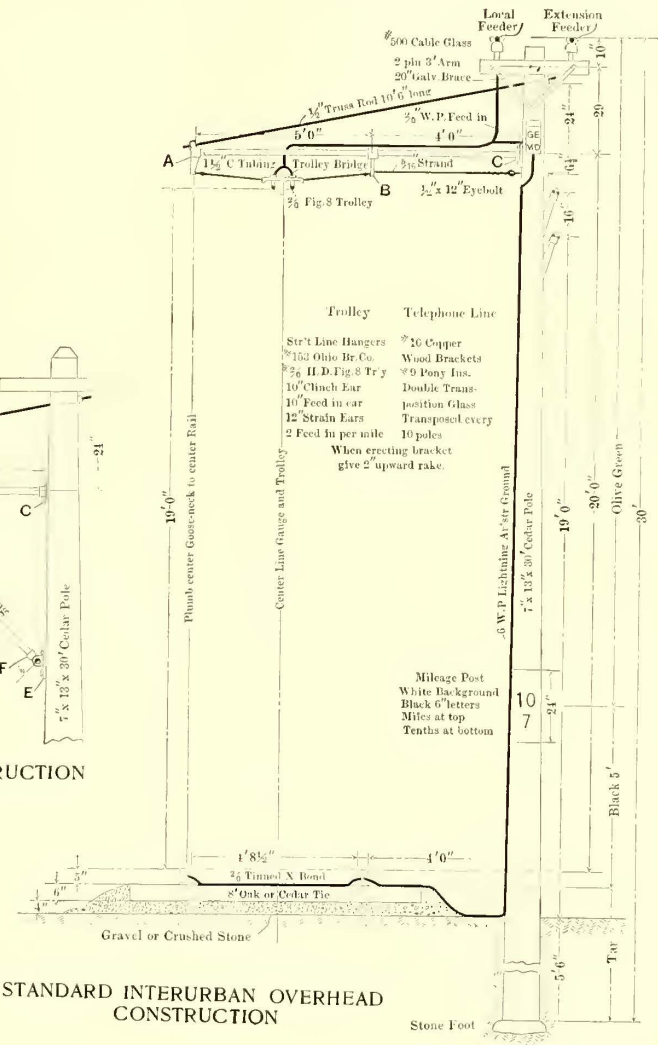 Local Feeder
Extension Feeder
#500 Cable Glass
2 pin 3' Arm
20" Galv. Brace
10"
½" Truss Rod 10'6" long
2/0 W.P. Feed in
29
24"
5'0"
4'0"
GE
MD
A
1½" C Tubing
Trolley Bridge
5/16 Strand
C
6½"
B
½" x 12" Eyebolt
2/0 Fig. 8 Trolley
16"
Trolley
Str't Line Hangers
#153 Ohio Br. Co.
#2/0 H.D. Fig. 8 Tr'y
10" Clinch Ear
10" Feed in ear
12" Strain Ears
2 Feed in per mile
Telephone Line
#10 Copper
Wood Brackets
#9 Pony Ins.
Double Trans-
position Glass
Transposed every
10 poles
When erecting bracket
give 2" upward rake.
24"
C
7" x 13" x 30' Cedar Pole
F
E
RUCTION
19'-0"
Plumb center Goose-neck to center Rail
Center Line Gauge and Trolley
6 W.P Lightning Ar'str Ground
7" x 13" x 30' Cedar Pole
19'0"
20'0"
Olive Green
30'
Mileage Post
White Background
Black 6" letters
Miles at top
Tenths at bottom
10
7
24"
Black 5'
4'8½"
4'0"
2/0 Tinned X Bond
8' Oak or Cedar Tie
5"
6"
4"
Gravel or Crushed Stone
5'6"
Tar
Stone Foot
STANDARD INTERURBAN OVERHEAD
CONSTRUCTION